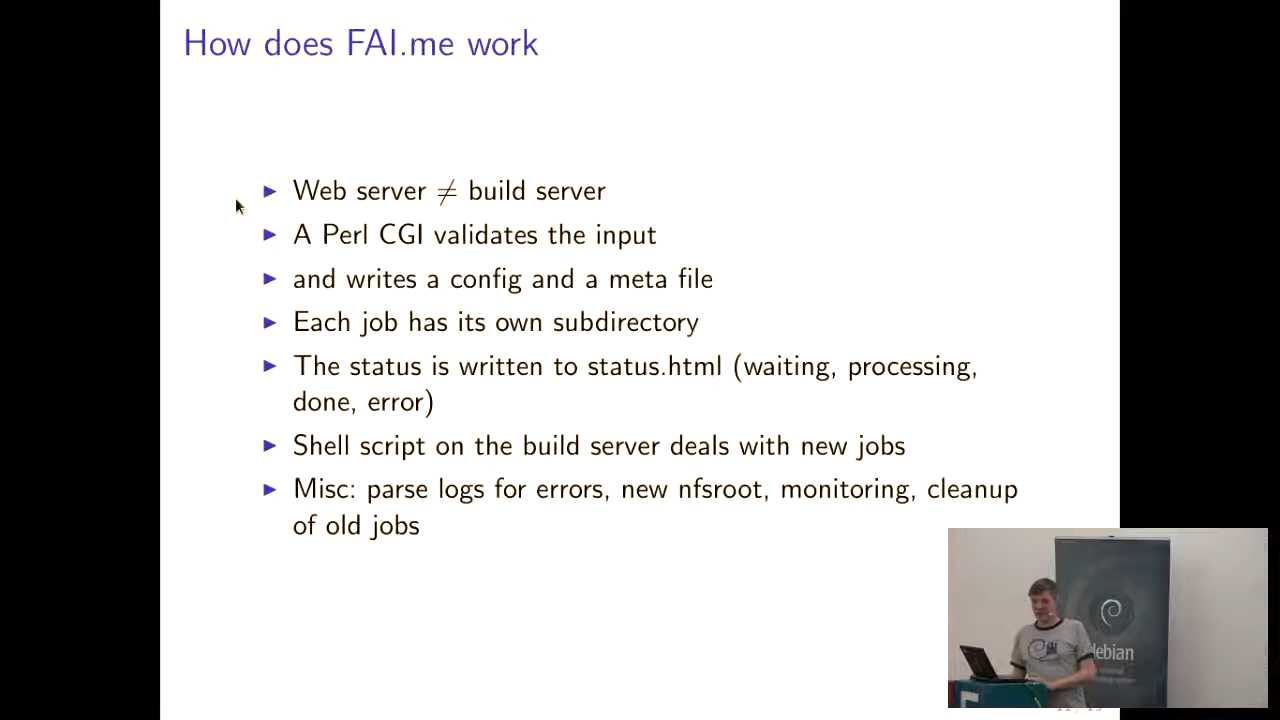 How does FAI.me work
▶ Web server ≠ build server
▶ A Perl CGI validates the input
▶ and writes a config and a meta file
▶ Each job has its own subdirectory
▶ The status is written to status.html (waiting, processing,
done, error)
▶ Shell script on the build server deals with new jobs
▶ Misc: parse logs for errors, new nfsroot, monitoring, cleanup
of old jobs
debian